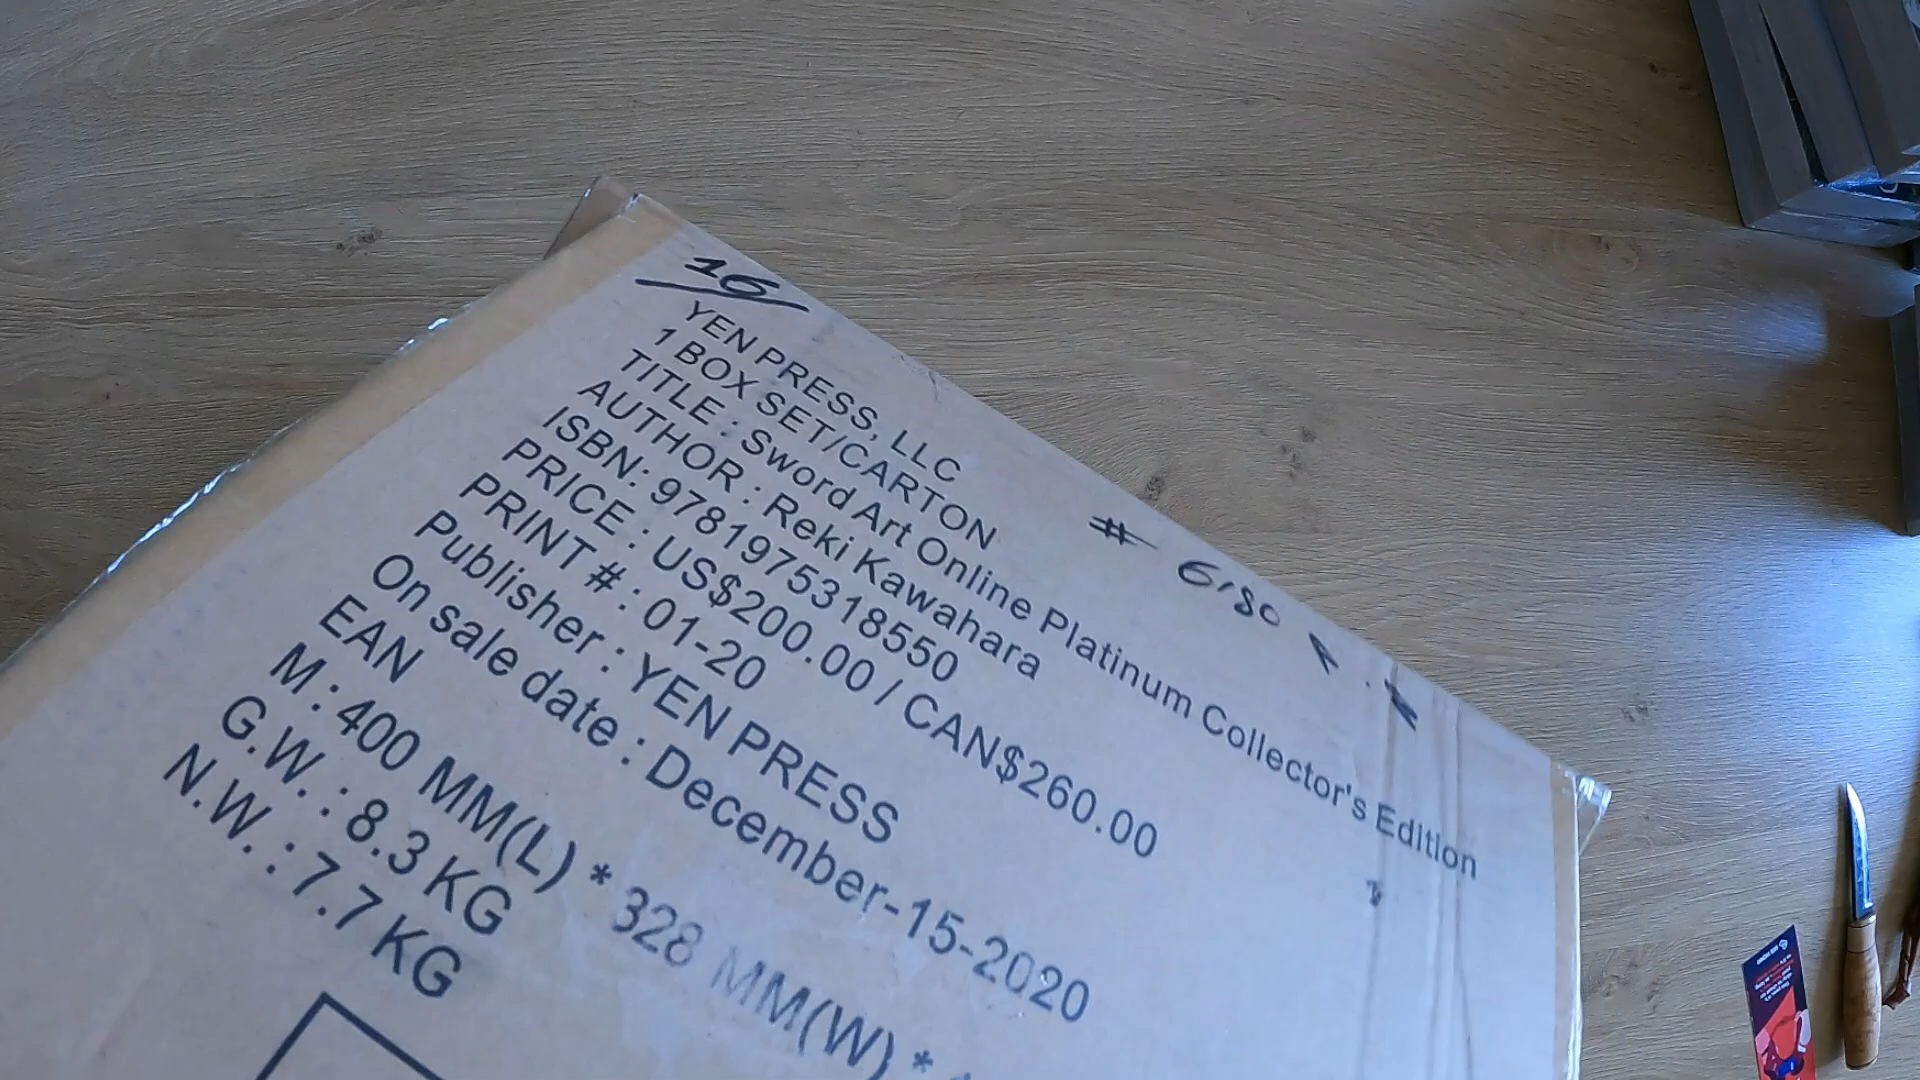 16
YEN PRESS, LLC
1 BOX SET/CARTON
TITLE : Sword Art Online Platinum Collector's Edition
AUTHOR : Reki Kawahara
ISBN: 9781975318550
PRICE : US$200.00 / CAN$260.00
PRINT # : 01-20
Publisher : YEN PRESS
On sale date : December-15-2020
EAN
M : 400 MM(L) * 328 MM(W) *
G.W. : 8.3 KG
N.W. : 7.7 KG